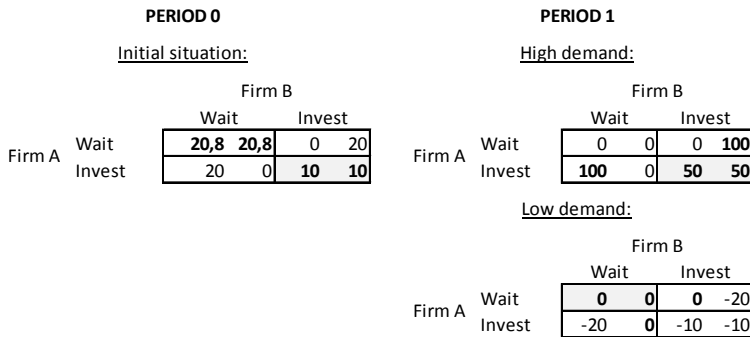 PERIOD 0 PERIOD 1
Initial situation: High demand:
Firm B Firm B
Wait Invest Wait Invest
Firm A Wait 20,8 20,8 0 20 Firm A Wait 0 0 0 100
Invest 20 0 10 10 Invest 100 0 50 50
Low demand:
Firm B
Wait Invest
Firm A Wait 0 0 0 -20
Invest -20 0 -10 -10